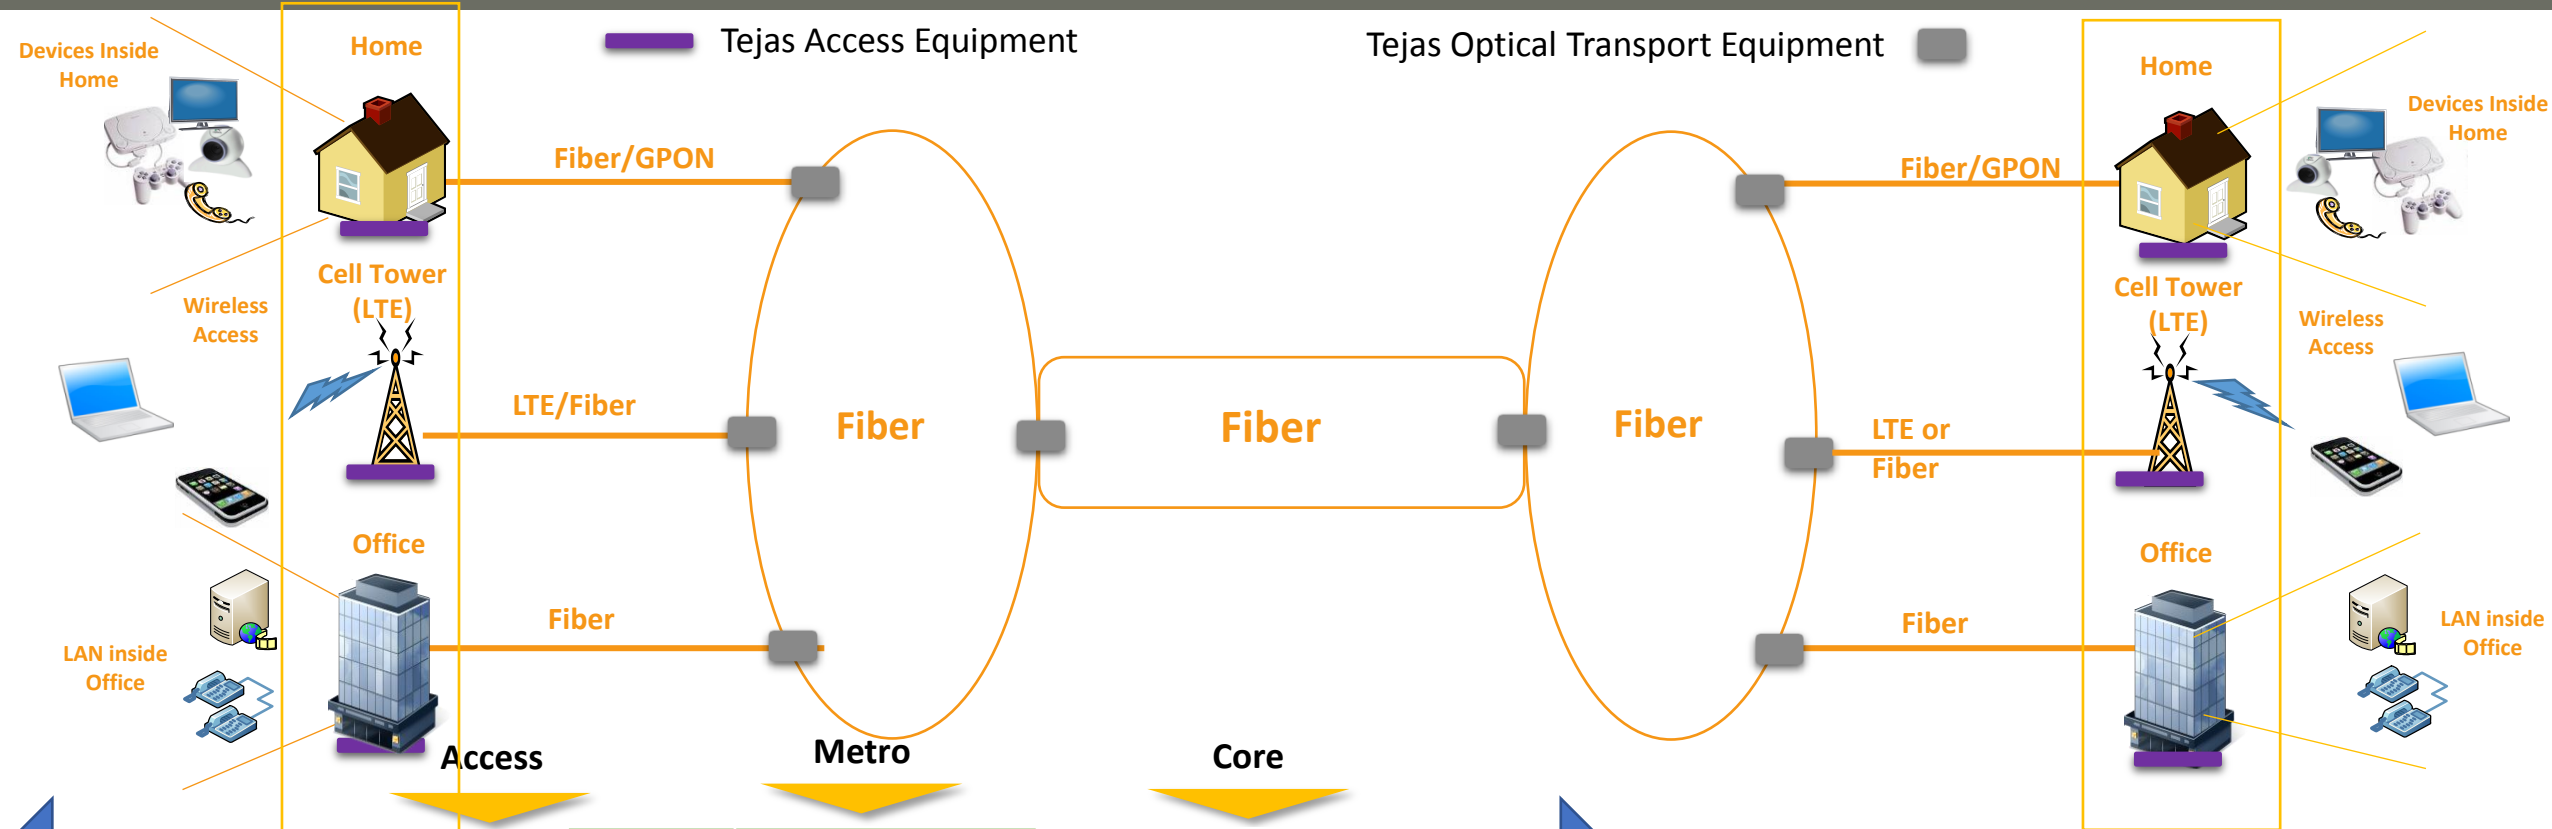 Tejas Access Equipment
Tejas Optical Transport Equipment
Devices Inside
Home
Home
Fiber/GPON
Cell Tower
(LTE)
Wireless
Access
LTE/Fiber
Office
Fiber
LAN inside
Office
Fiber
Fiber
Fiber
Home
Devices Inside
Home
Fiber/GPON
Cell Tower
(LTE)
Wireless
Access
LTE or
Fiber
Office
Fiber
LAN inside
Office
Access
Metro
Core